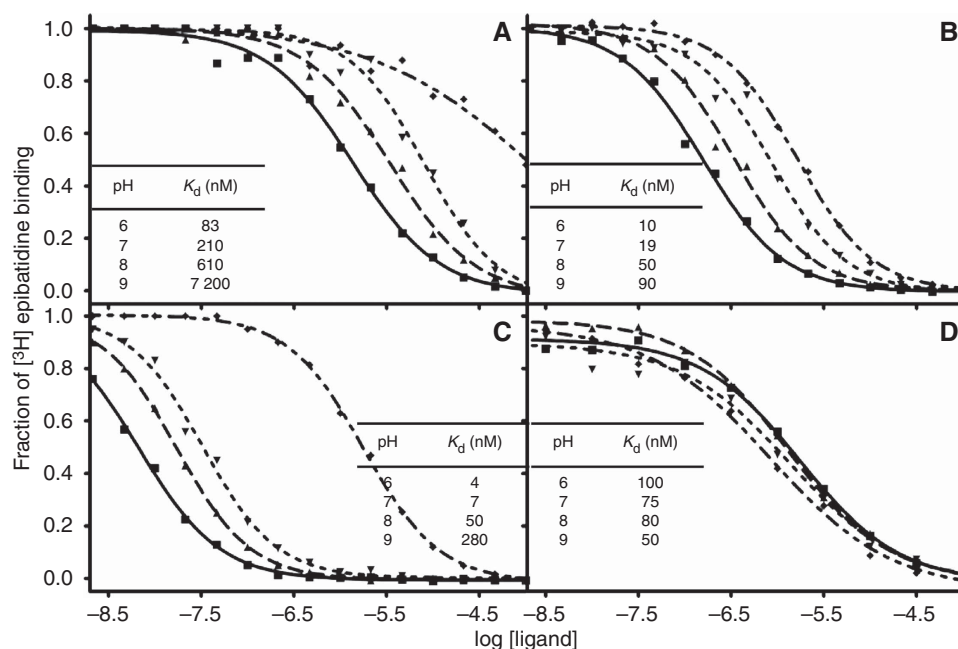 Fraction of [³H] epibatidine binding
A
1.0
0.8
0.6
0.4
0.2
0.0
pH K_d (nM)
6 83
7 210
8 610
9 7 200
B
pH K_d (nM)
6 10
7 19
8 50
9 90
C
1.0
0.8
0.6
0.4
0.2
0.0
pH K_d (nM)
6 4
7 7
8 50
9 280
D
pH K_d (nM)
6 100
7 75
8 80
9 50
–8.5 –7.5 –6.5 –5.5 –4.5 –8.5 –7.5 –6.5 –5.5 –4.5
log [ligand]